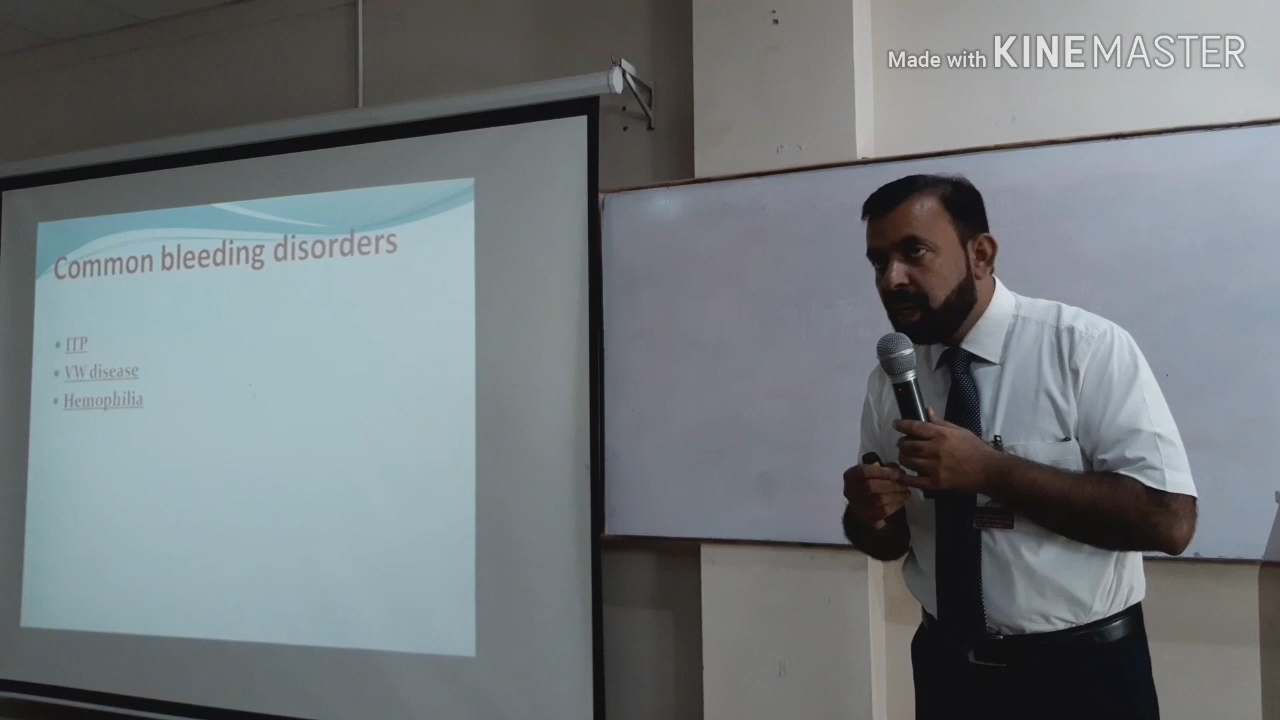 Made with KINEMASTER
Common bleeding disorders
• ITP
• VW disease
• Hemophilia